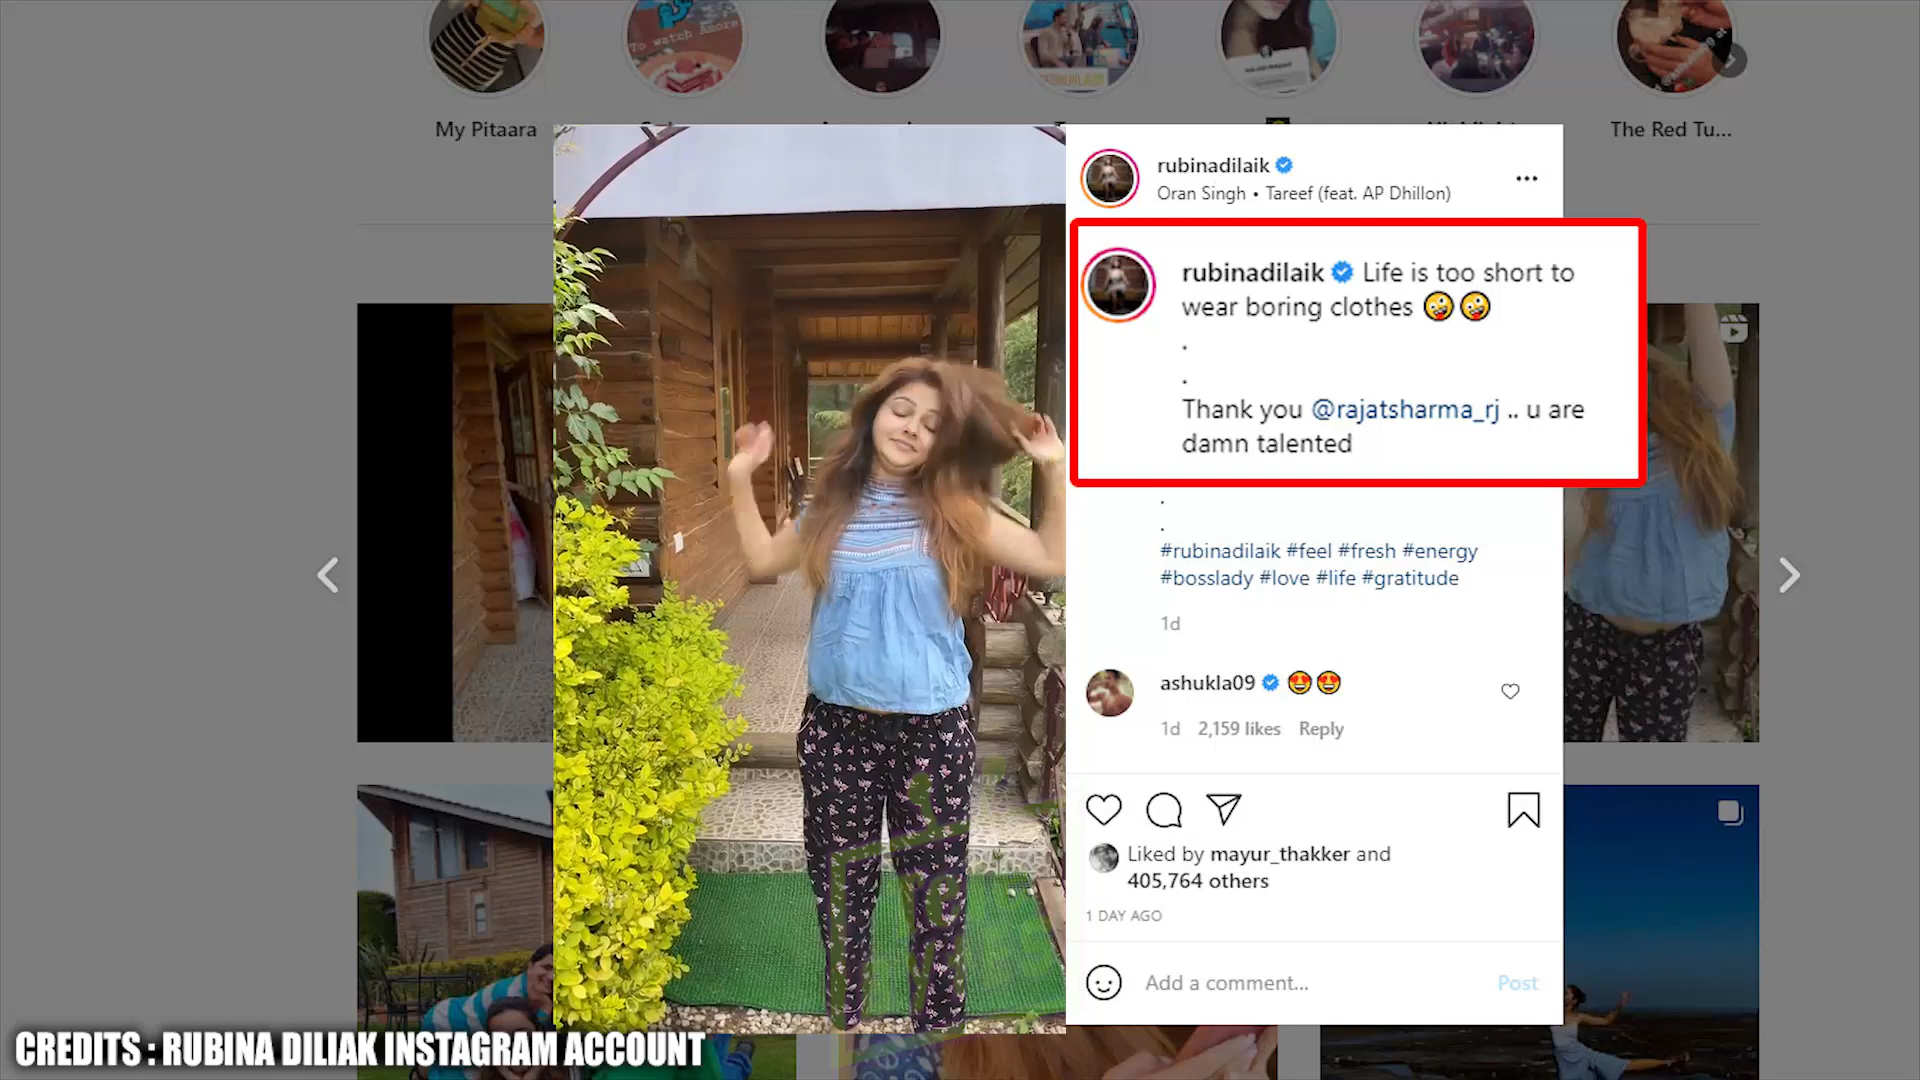 To watch Amore
My Pitaara
The Red Tu...
rubinadilaik
Oran Singh • Tareef (feat. AP Dhillon)
rubinadilaik Life is too short to
wear boring clothes 🤪🤪
.
.
Thank you @rajatsharma_rj .. u are
damn talented
.
.
#rubinadilaik #feel #fresh #energy
#bosslady #love #life #gratitude
1d
ashukla09 😍😍
1d 2,159 likes Reply
Liked by mayur_thakker and
405,764 others
1 DAY AGO
Add a comment... Post
CREDITS : RUBINA DILIAK INSTAGRAM ACCOUNT